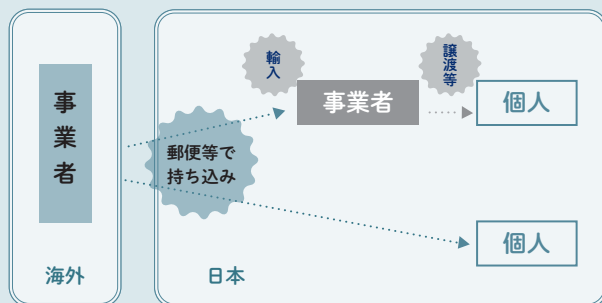 事業者
海外
郵便等で
持ち込み
輸入
事業者
譲渡等
個人
個人
日本